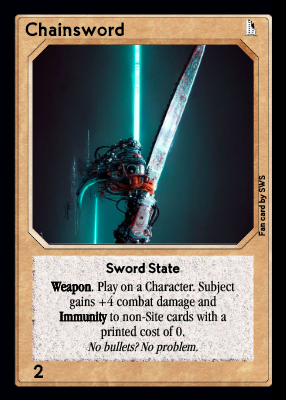 Chainsword
Fan card by SWS
Sword State
Weapon. Play on a Character. Subject
gains +4 combat damage and
Immunity to non-Site cards with a
printed cost of 0.
No bullets? No problem.
2